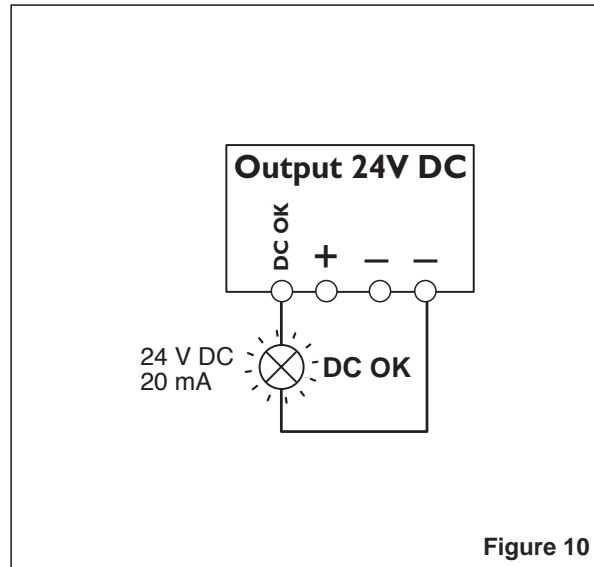 Output 24V DC
DC OK
+ – –
24 V DC
20 mA
DC OK
Figure 10